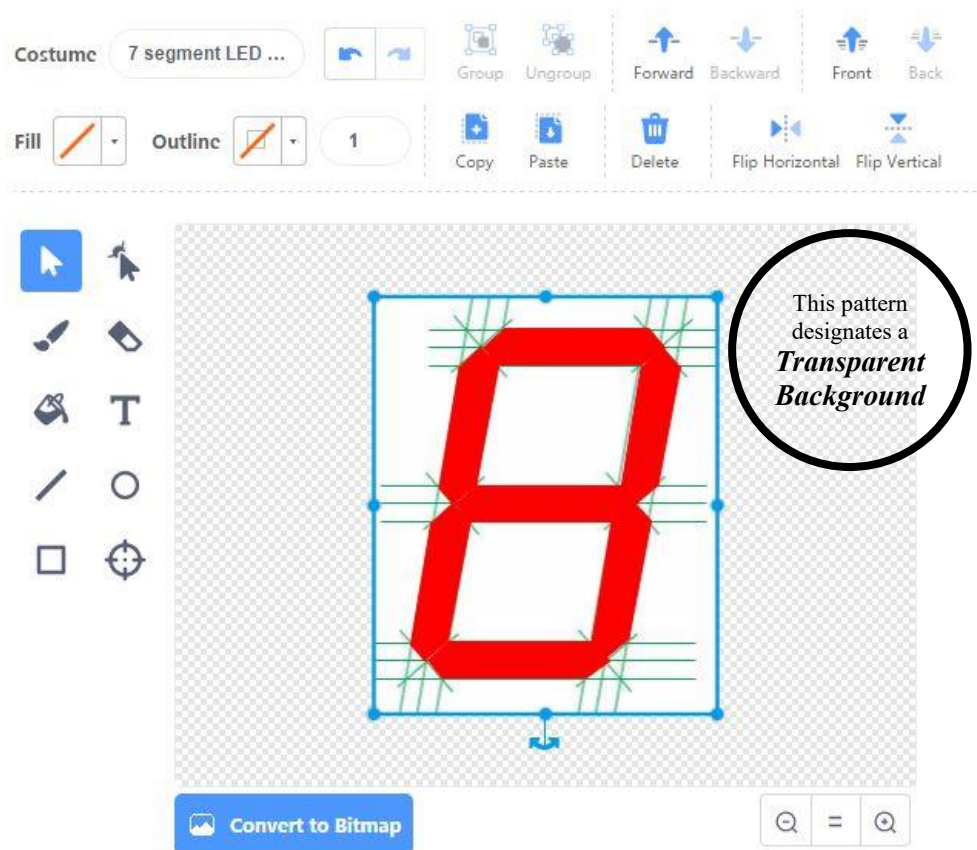 Costume 7 segment LED ...
Group Ungroup Forward Backward Front Back
Fill Outline 1
Copy Paste Delete Flip Horizontal Flip Vertical
This pattern
designates a
Transparent
Background
T
Convert to Bitmap
=